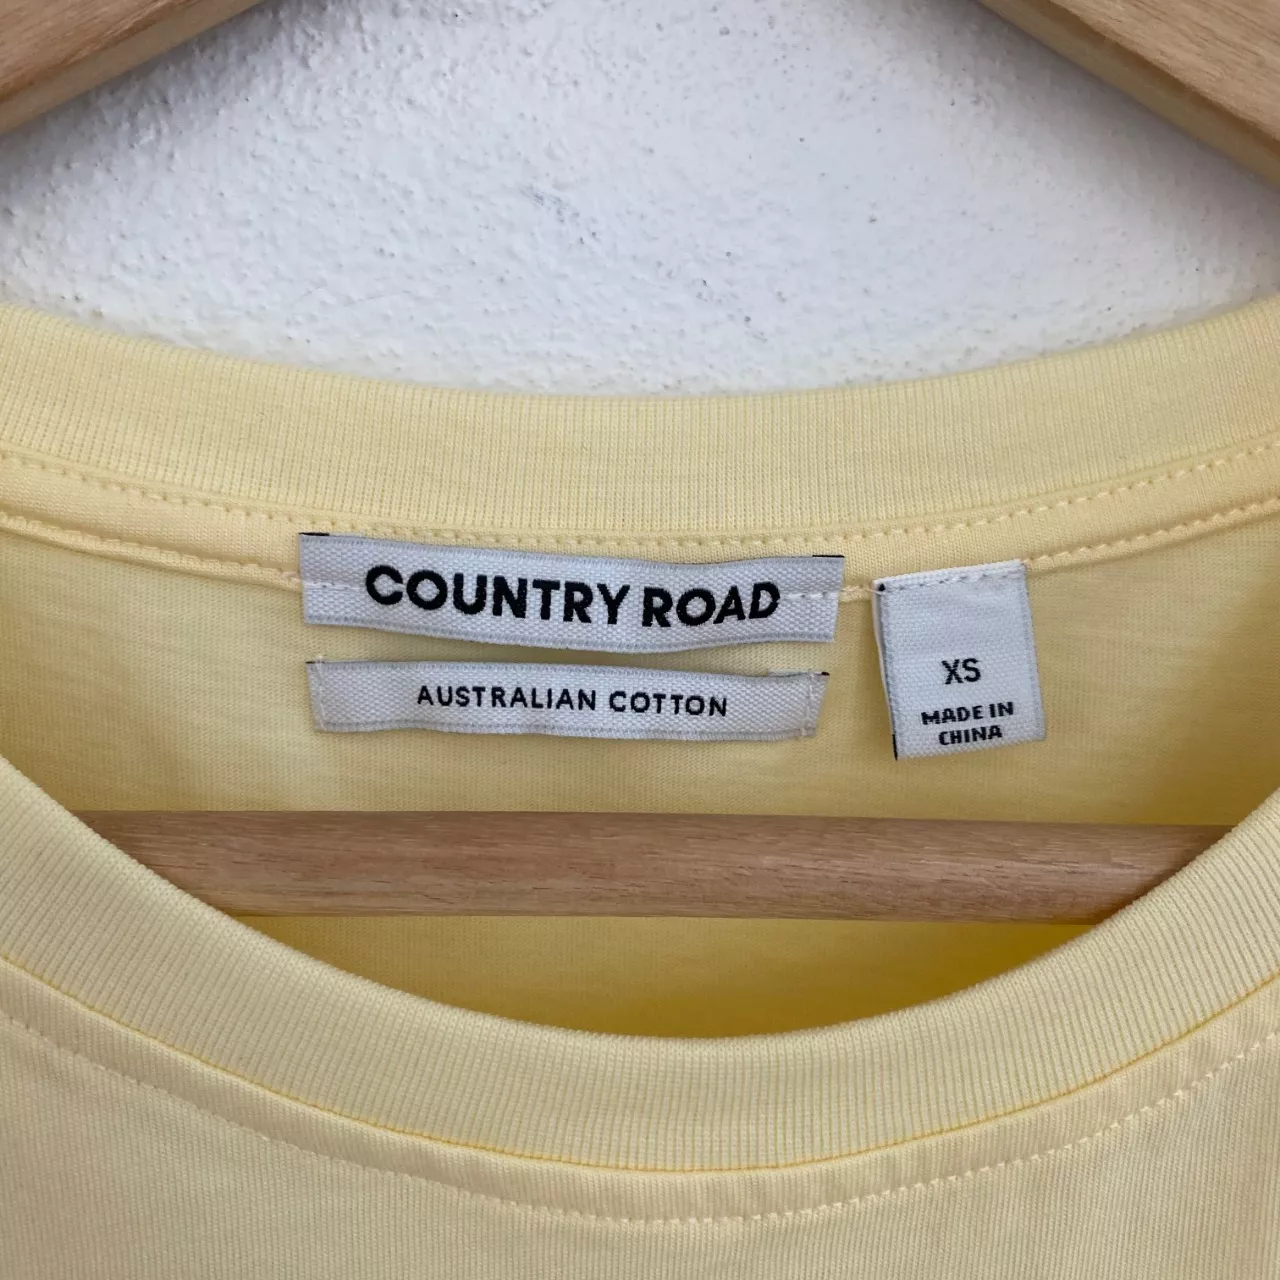 COUNTRY ROAD
AUSTRALIAN COTTON
XS
MADE IN
CHINA